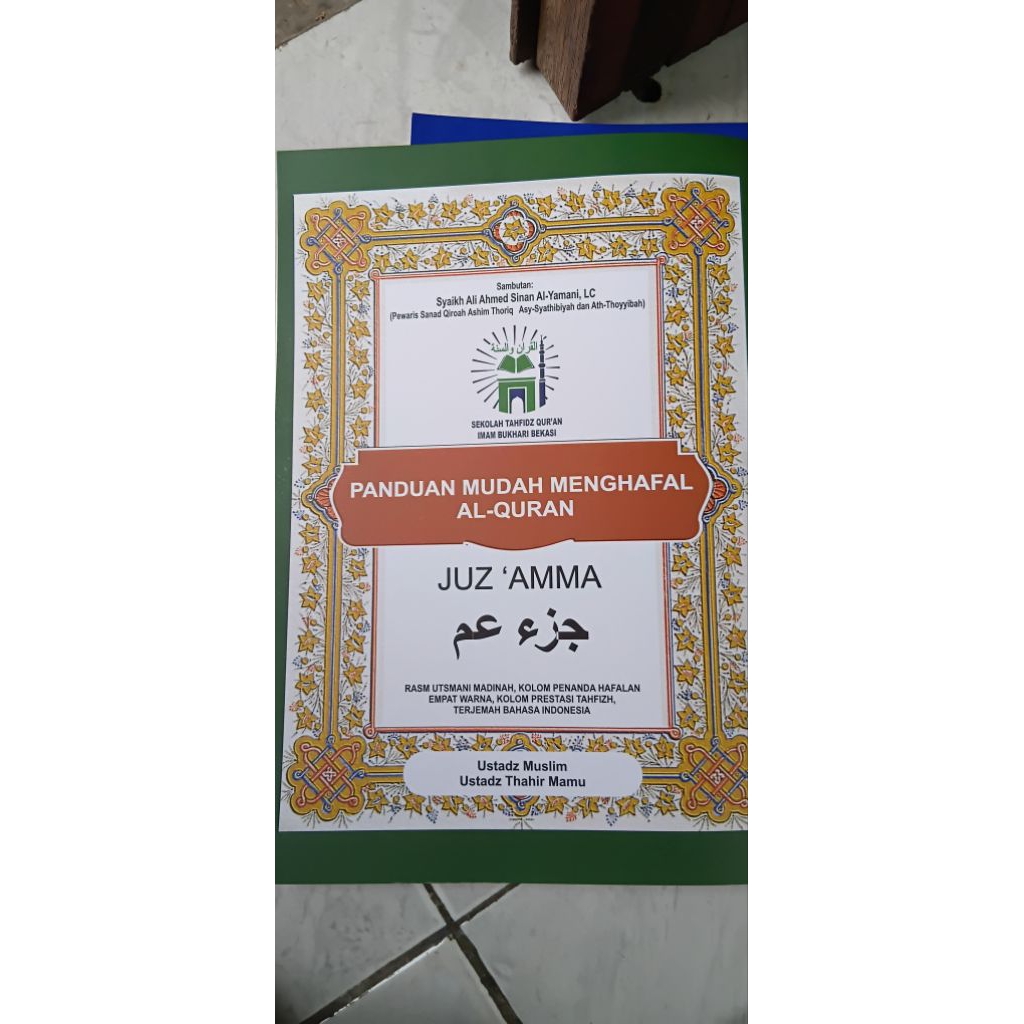 Sambutan:
Syaikh Ali Ahmed Sinan Al-Yamani, LC
(Pewaris Sanad Qiroah Ashim Thoriq Asy-Syathibiyah dan Ath-Thoyyibah)
القرآن والسنة
SEKOLAH TAHFIDZ QUR'AN
IMAM BUKHARI BEKASI
PANDUAN MUDAH MENGHAFAL
AL-QURAN
JUZ ‘AMMA
جزء عم
RASM UTSMANI MADINAH, KOLOM PENANDA HAFALAN
EMPAT WARNA, KOLOM PRESTASI TAHFIZH,
TERJEMAH BAHASA INDONESIA
Ustadz Muslim
Ustadz Thahir Mamu